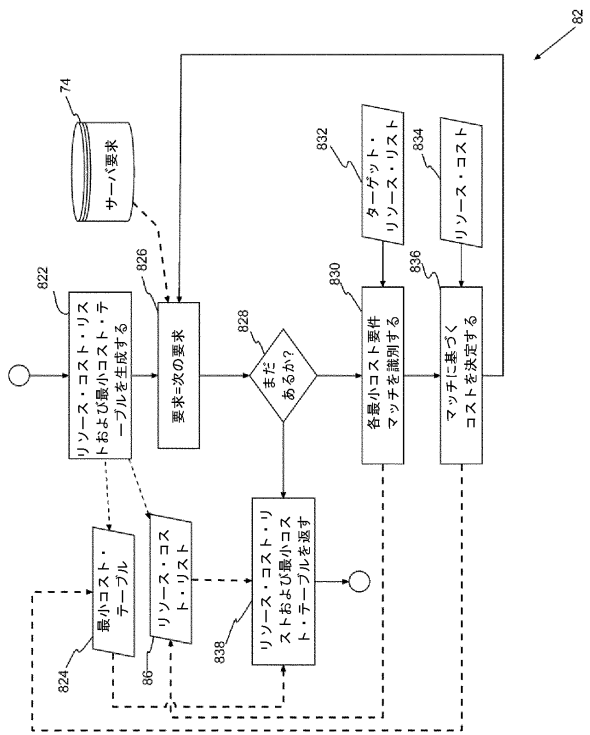 82
74
サーバ要求
822
リソース・コスト・リス
トおよび最小コスト・テ
ーブルを生成する
826
要求=次の要求
828
まだ
あるか?
832
ターゲット・
リソース・リスト
830
各最小コスト要件
マッチを識別する
834
リソース・コスト
836
マッチに基づく
コストを決定する
824
最小コスト・
テーブル
86
リソース・コス
ト・リスト
838
リソース・コスト・リ
ストおよび最小コス
ト・テーブルを返す